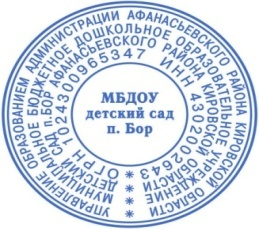 УПРАВЛЕНИЕ ОБРАЗОВАНИЕМ АДМИНИСТРАЦИИ АФАНАСЬЕВСКОГО РАЙОНА КИРОВСКОЙ ОБЛАСТИ
МУНИЦИПАЛЬНОЕ БЮДЖЕТНОЕ ДОШКОЛЬНОЕ ОБРАЗОВАТЕЛЬНОЕ УЧРЕЖДЕНИЕ
ДЕТСКИЙ САД п.БОР АФАНАСЬЕВСКОГО РАЙОНА КИРОВСКОЙ ОБЛАСТИ
ОГРН 1024300965347 ИНН 4302002643
МБДОУ
детский сад
п. Бор
* * *